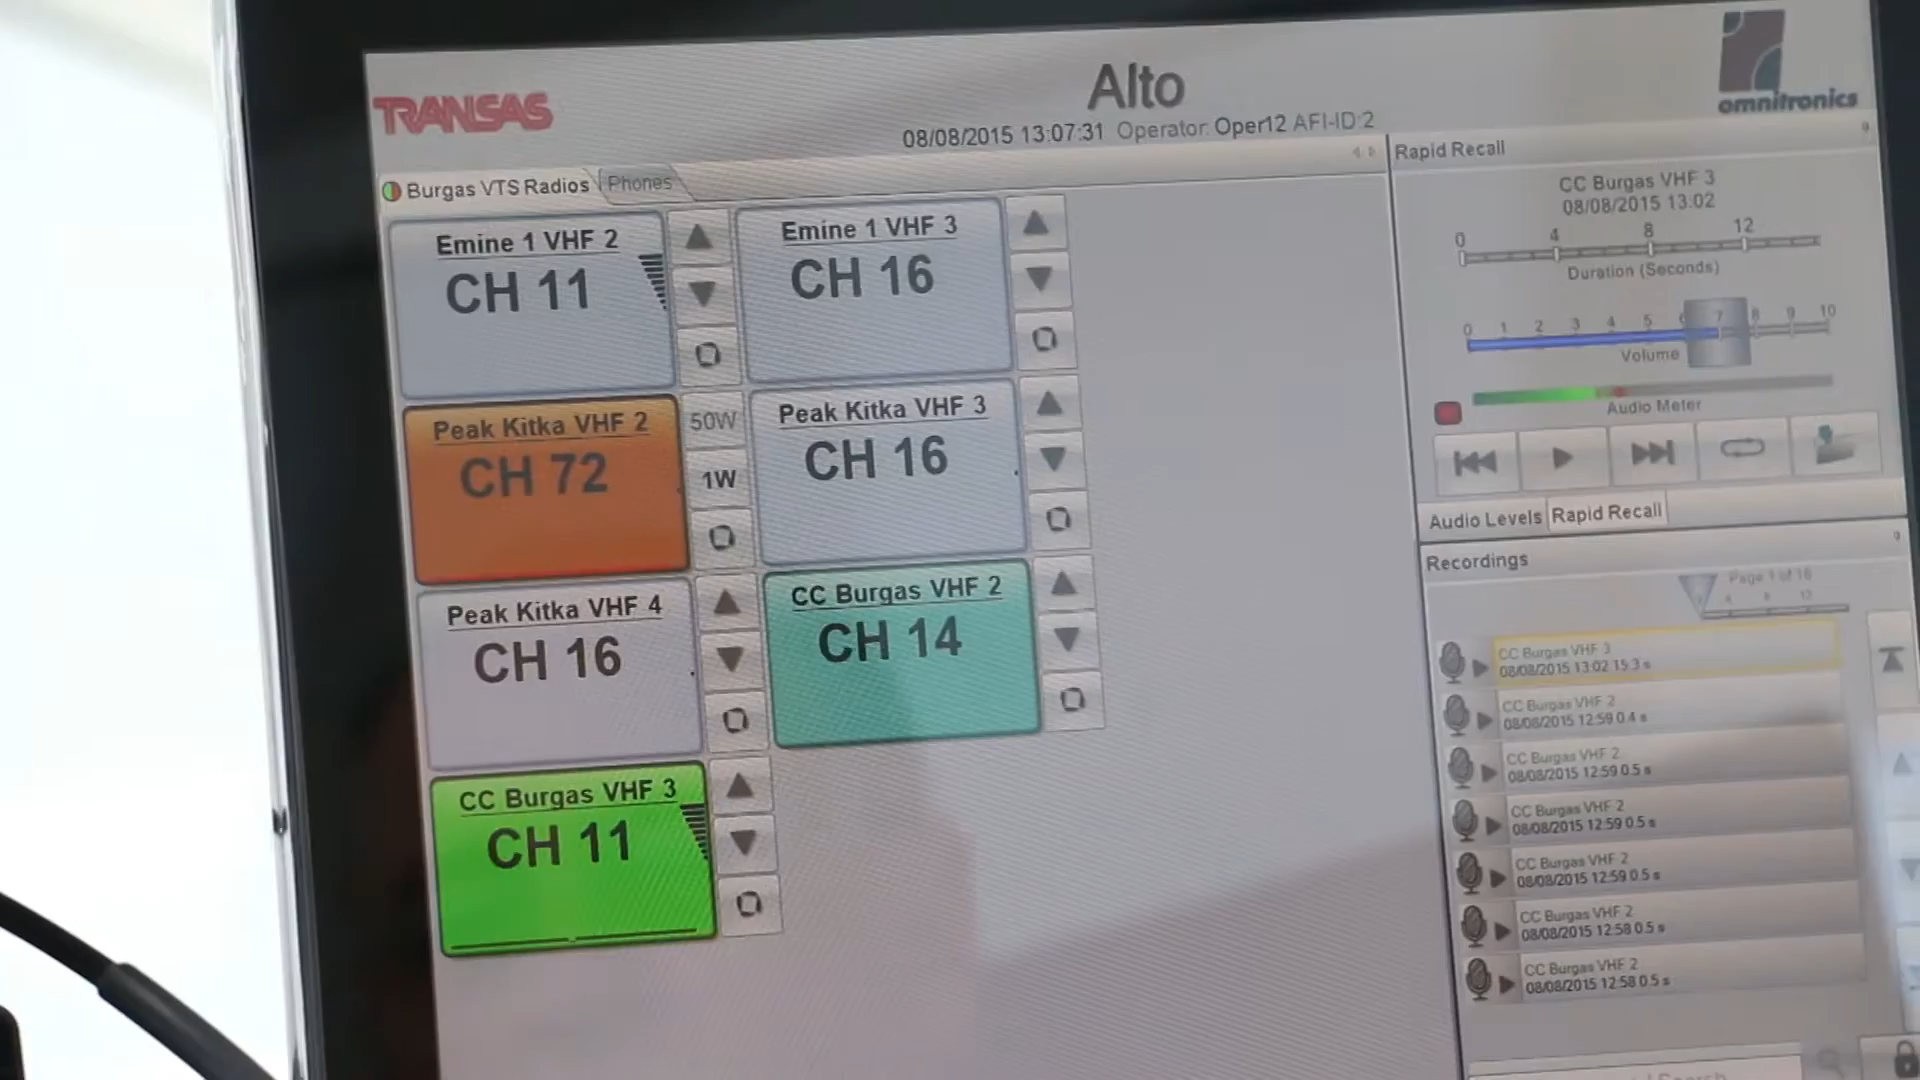 TRANSAS
Alto
omnitronics
08/08/2015 13:07:31 Operator: Oper12 AFI-ID:2
Burgas VTS Radios
Phones
Emine 1 VHF 2
CH 11
Emine 1 VHF 3
CH 16
Peak Kitka VHF 2
CH 72
50W
1W
Peak Kitka VHF 3
CH 16
Peak Kitka VHF 4
CH 16
CC Burgas VHF 2
CH 14
CC Burgas VHF 3
CH 11
Rapid Recall
CC Burgas VHF 3
08/08/2015 13:02
0 4 8 12
Duration (Seconds)
0 1 2 3 4 5 6 7 8 9 10
Volume
Audio Meter
Audio Levels
Rapid Recall
Recordings
Page 1 of 16
4 8 12
CC Burgas VHF 3
08/08/2015 13:02 15.3 s
CC Burgas VHF 2
08/08/2015 12:59 0.4 s
CC Burgas VHF 2
08/08/2015 12:59 0.5 s
CC Burgas VHF 2
08/08/2015 12:59 0.5 s
CC Burgas VHF 2
08/08/2015 12:59 0.5 s
CC Burgas VHF 2
08/08/2015 12:58 0.5 s
CC Burgas VHF 2
08/08/2015 12:58 0.5 s